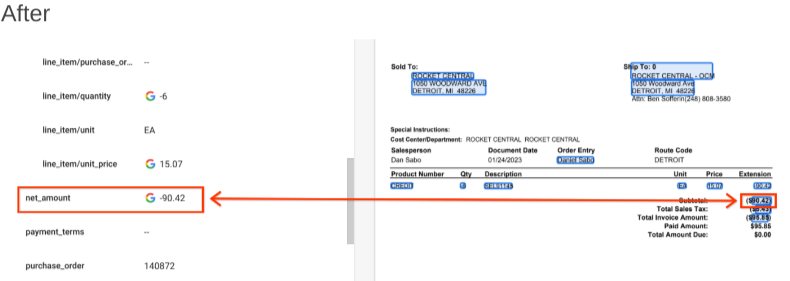 After
line_item/purchase_or... --
line_item/quantity G -6
line_item/unit EA
line_item/unit_price G 15.07
net_amount G -90.42
payment_terms --
purchase_order 140872
Sold To:
ROCKET CENTRAL
1050 WOODWARD AVE
DETROIT, MI 48226
Ship To: 0
ROCKET CENTRAL - OCM
1050 Woodward Ave
DETROIT, MI 48226
Attn: Ben Sofferin(248) 808-3580
Special Instructions:
Cost Center/Department: ROCKET CENTRAL ROCKET CENTRAL
Salesperson Document Date Order Entry Route Code
Dan Sabo 01/24/2023 Daniel Sabo DETROIT
Product Number Qty Description Unit Price Extension
CREDIT EA 15.07
Subtotal: ($90.42)
Total Sales Tax: ($5.43)
Total Invoice Amount: ($95.85)
Paid Amount: $95.85
Total Amount Due: $0.00